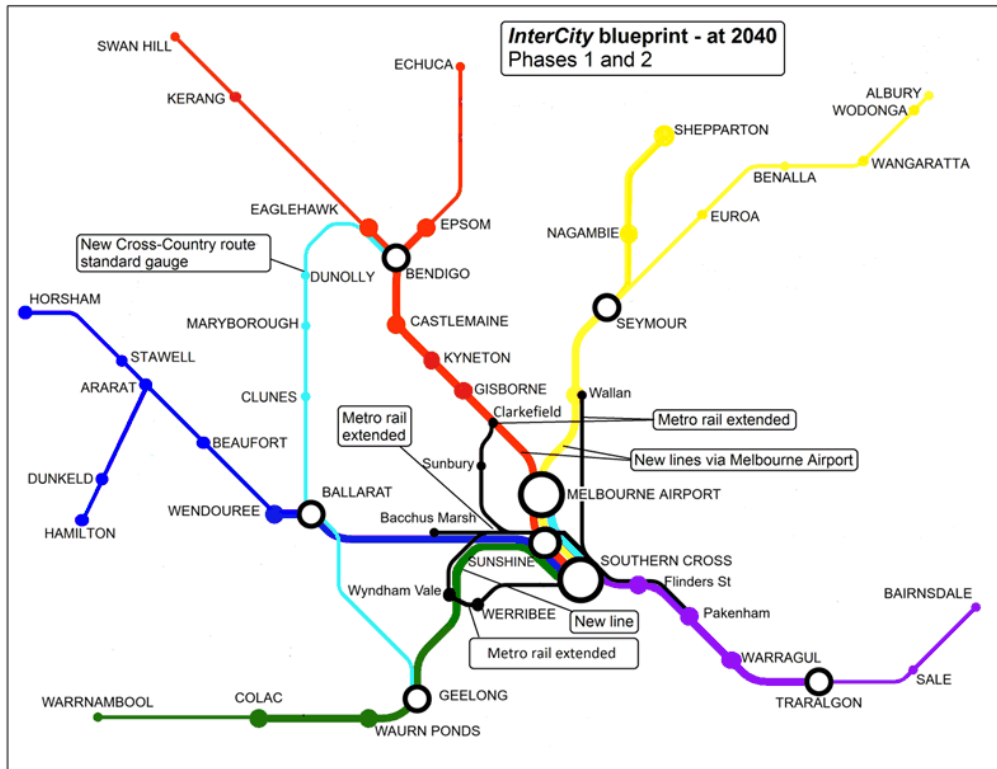 InterCity blueprint - at 2040
Phases 1 and 2
SWAN HILL
ECHUCA
KERANG
ALBURY
WODONGA
SHEPPARTON
WANGARATTA
BENALLA
EAGLEHAWK
EPSOM
EUROA
NAGAMBIE
New Cross-Country route
standard gauge
DUNOLLY
BENDIGO
HORSHAM
SEYMOUR
MARYBOROUGH
CASTLEMAINE
STAWELL
KYNETON
ARARAT
GISBORNE
CLUNES
Wallan
Clarkefield
Metro rail
extended
Metro rail extended
BEAUFORT
Sunbury
New lines via Melbourne Airport
DUNKELD
BALLARAT
MELBOURNE AIRPORT
WENDOUREE
Bacchus Marsh
HAMILTON
SUNSHINE
SOUTHERN CROSS
Flinders St
Wyndham Vale
WERRIBEE
New line
Pakenham
BAIRNSDALE
Metro rail extended
WARRAGUL
SALE
GEELONG
TRARALGON
WARRNAMBOOL
COLAC
WAURN PONDS